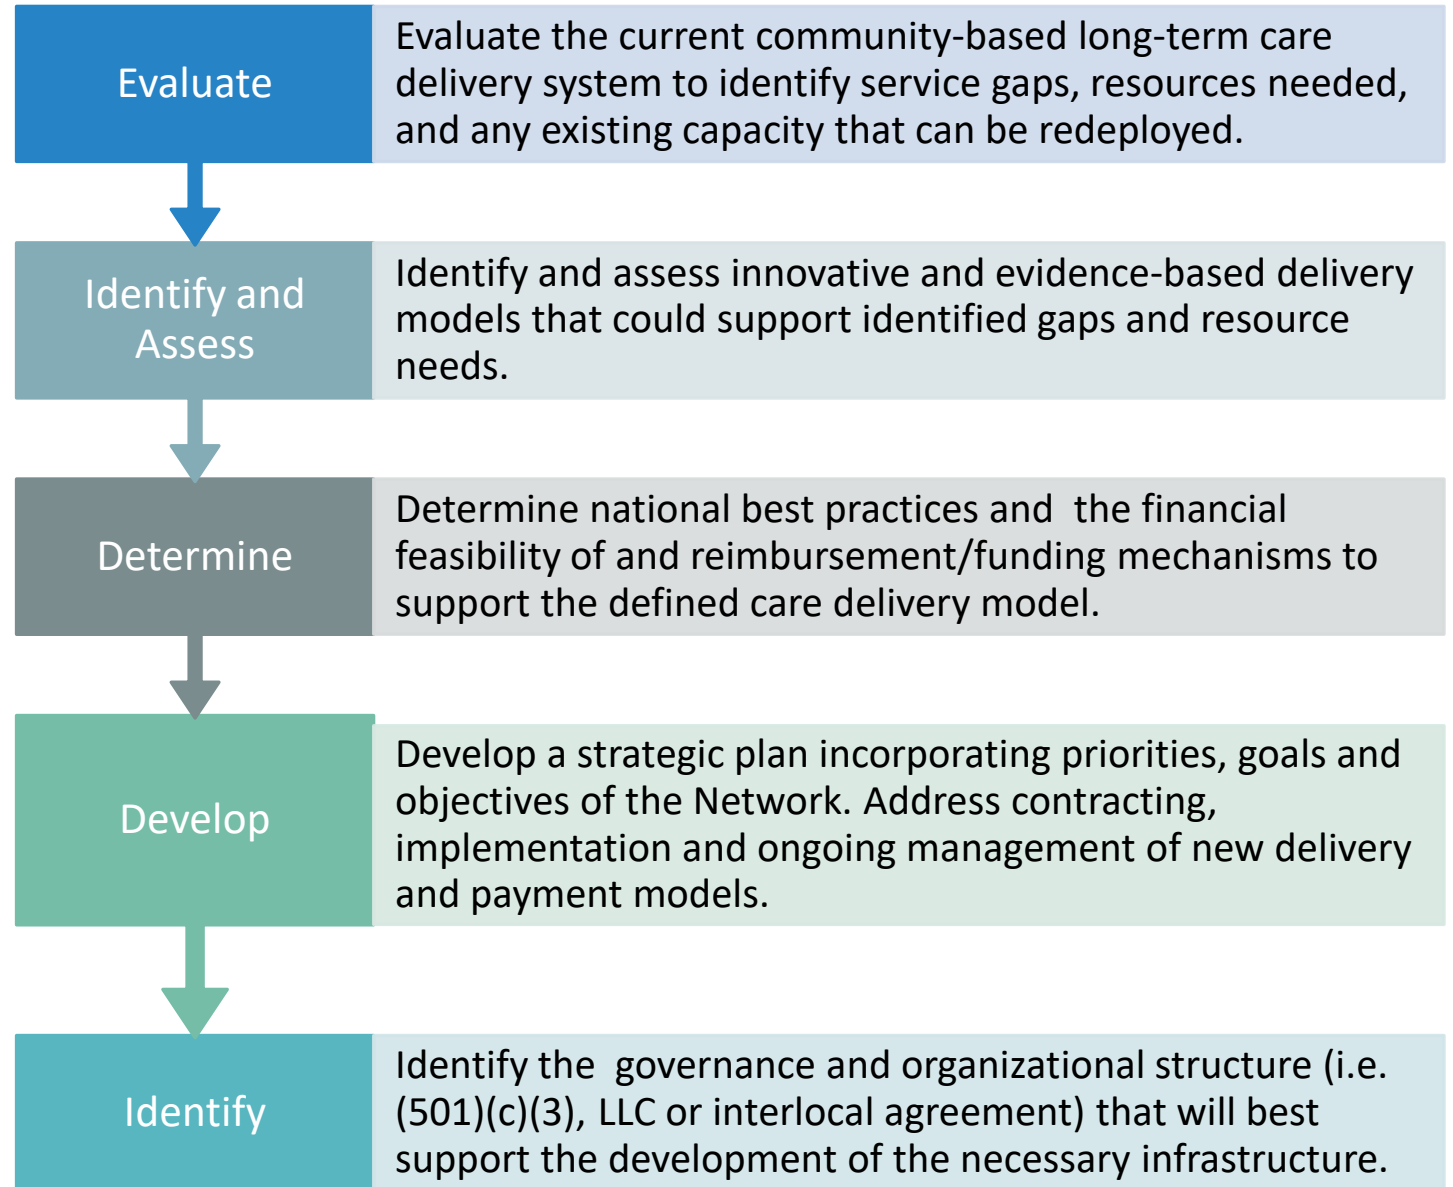 Evaluate
Evaluate the current community-based long-term care
delivery system to identify service gaps, resources needed,
and any existing capacity that can be redeployed.
Identify and
Assess
Identify and assess innovative and evidence-based delivery
models that could support identified gaps and resource
needs.
Determine
Determine national best practices and  the financial
feasibility of and reimbursement/funding mechanisms to
support the defined care delivery model.
Develop
Develop a strategic plan incorporating priorities, goals and
objectives of the Network. Address contracting,
implementation and ongoing management of new delivery
and payment models.
Identify
Identify the  governance and organizational structure (i.e.
(501)(c)(3), LLC or interlocal agreement) that will best
support the development of the necessary infrastructure.